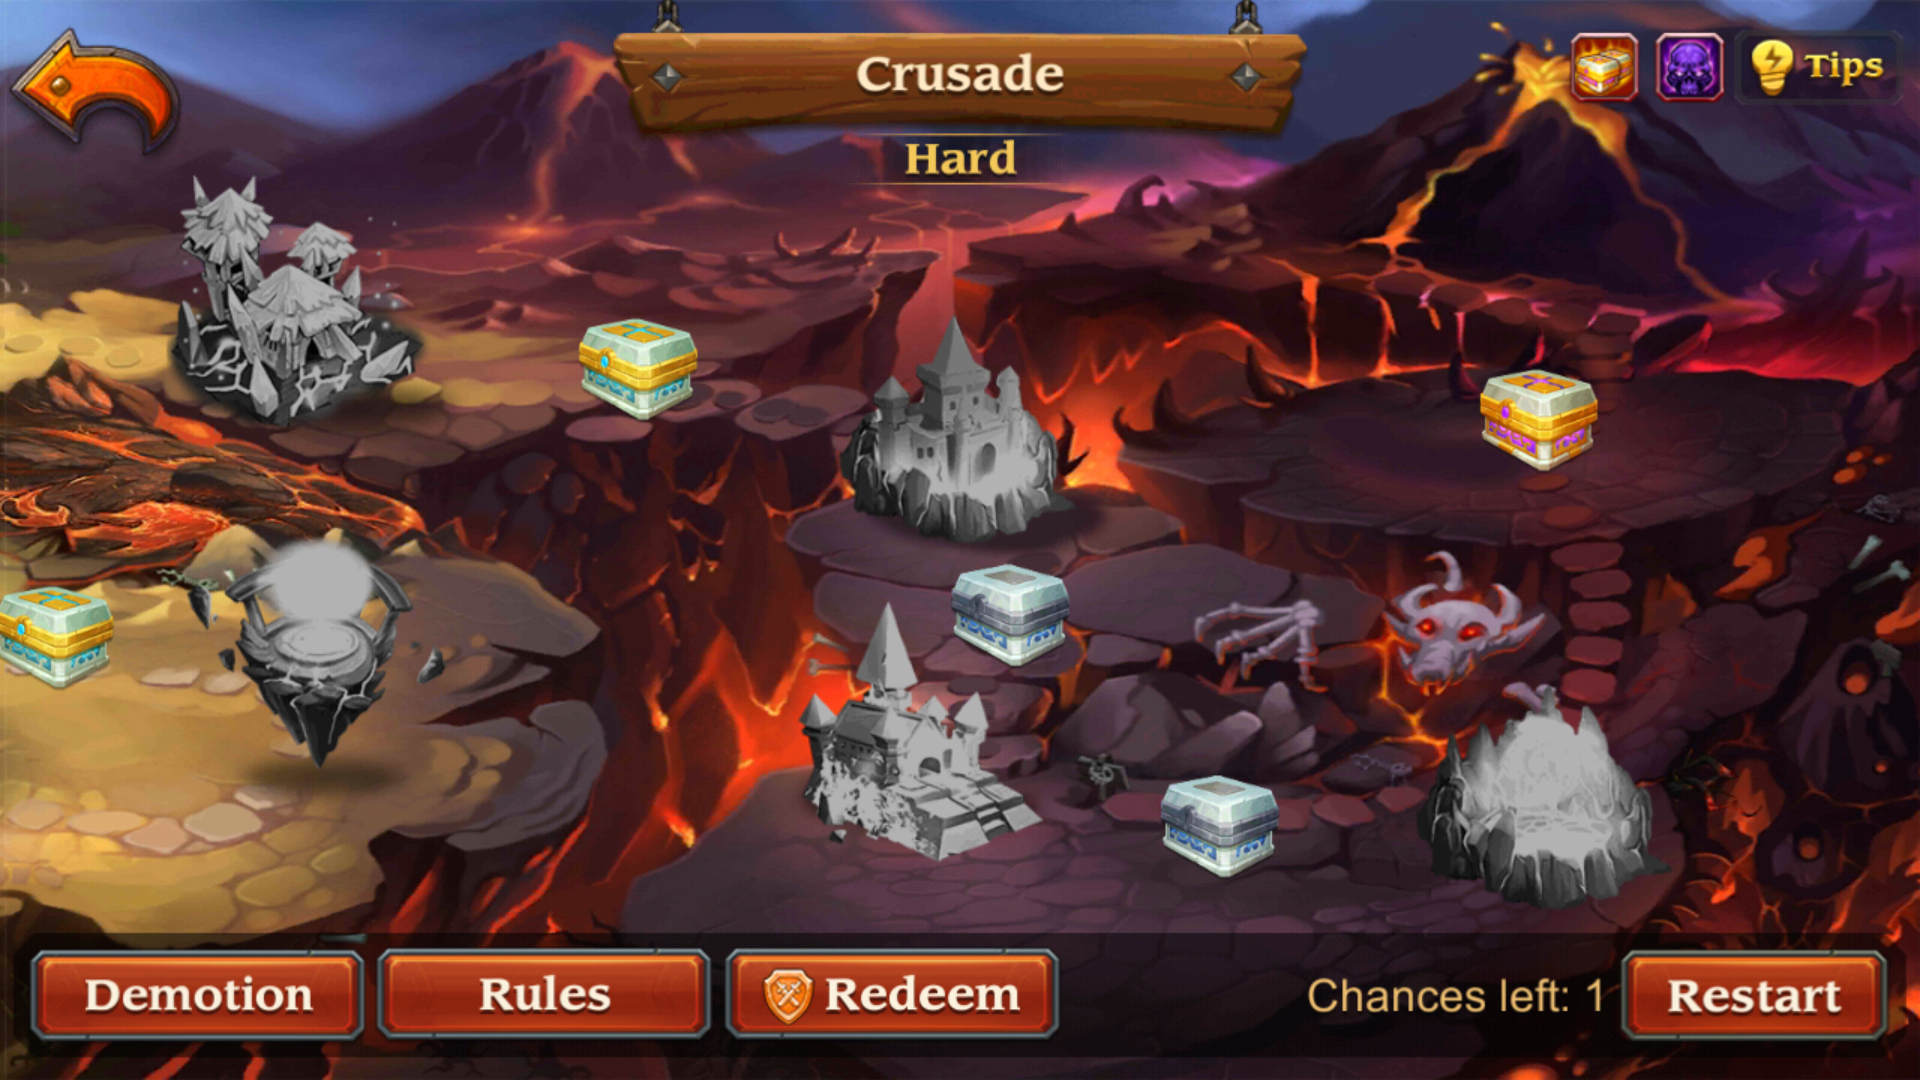 Crusade
Tips
Hard
Demotion
Rules
Redeem
Chances left: 1
Restart